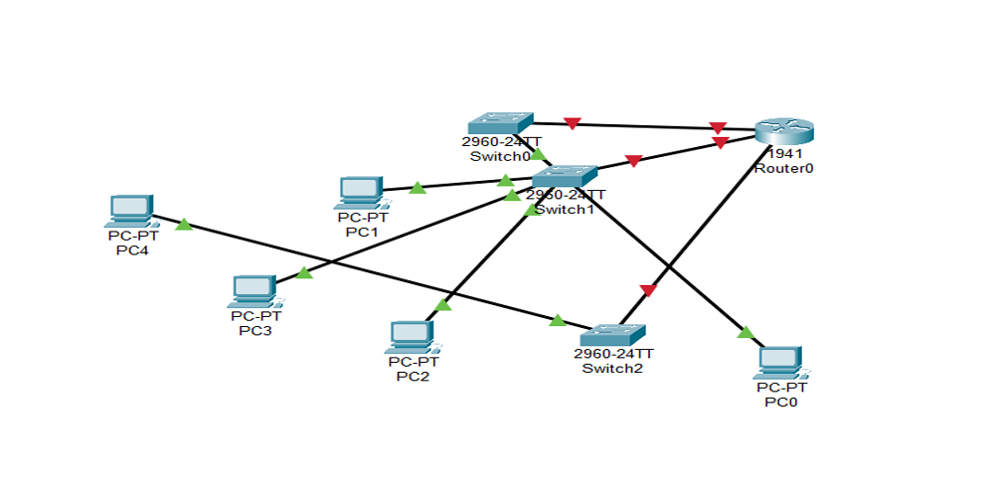 2960-24TT
Switch0
1941
Router0
2950-24TT
Switch1
PC-PT
PC1
PC-PT
PC4
PC-PT
PC3
PC-PT
PC2
2960-24TT
Switch2
PC-PT
PC0